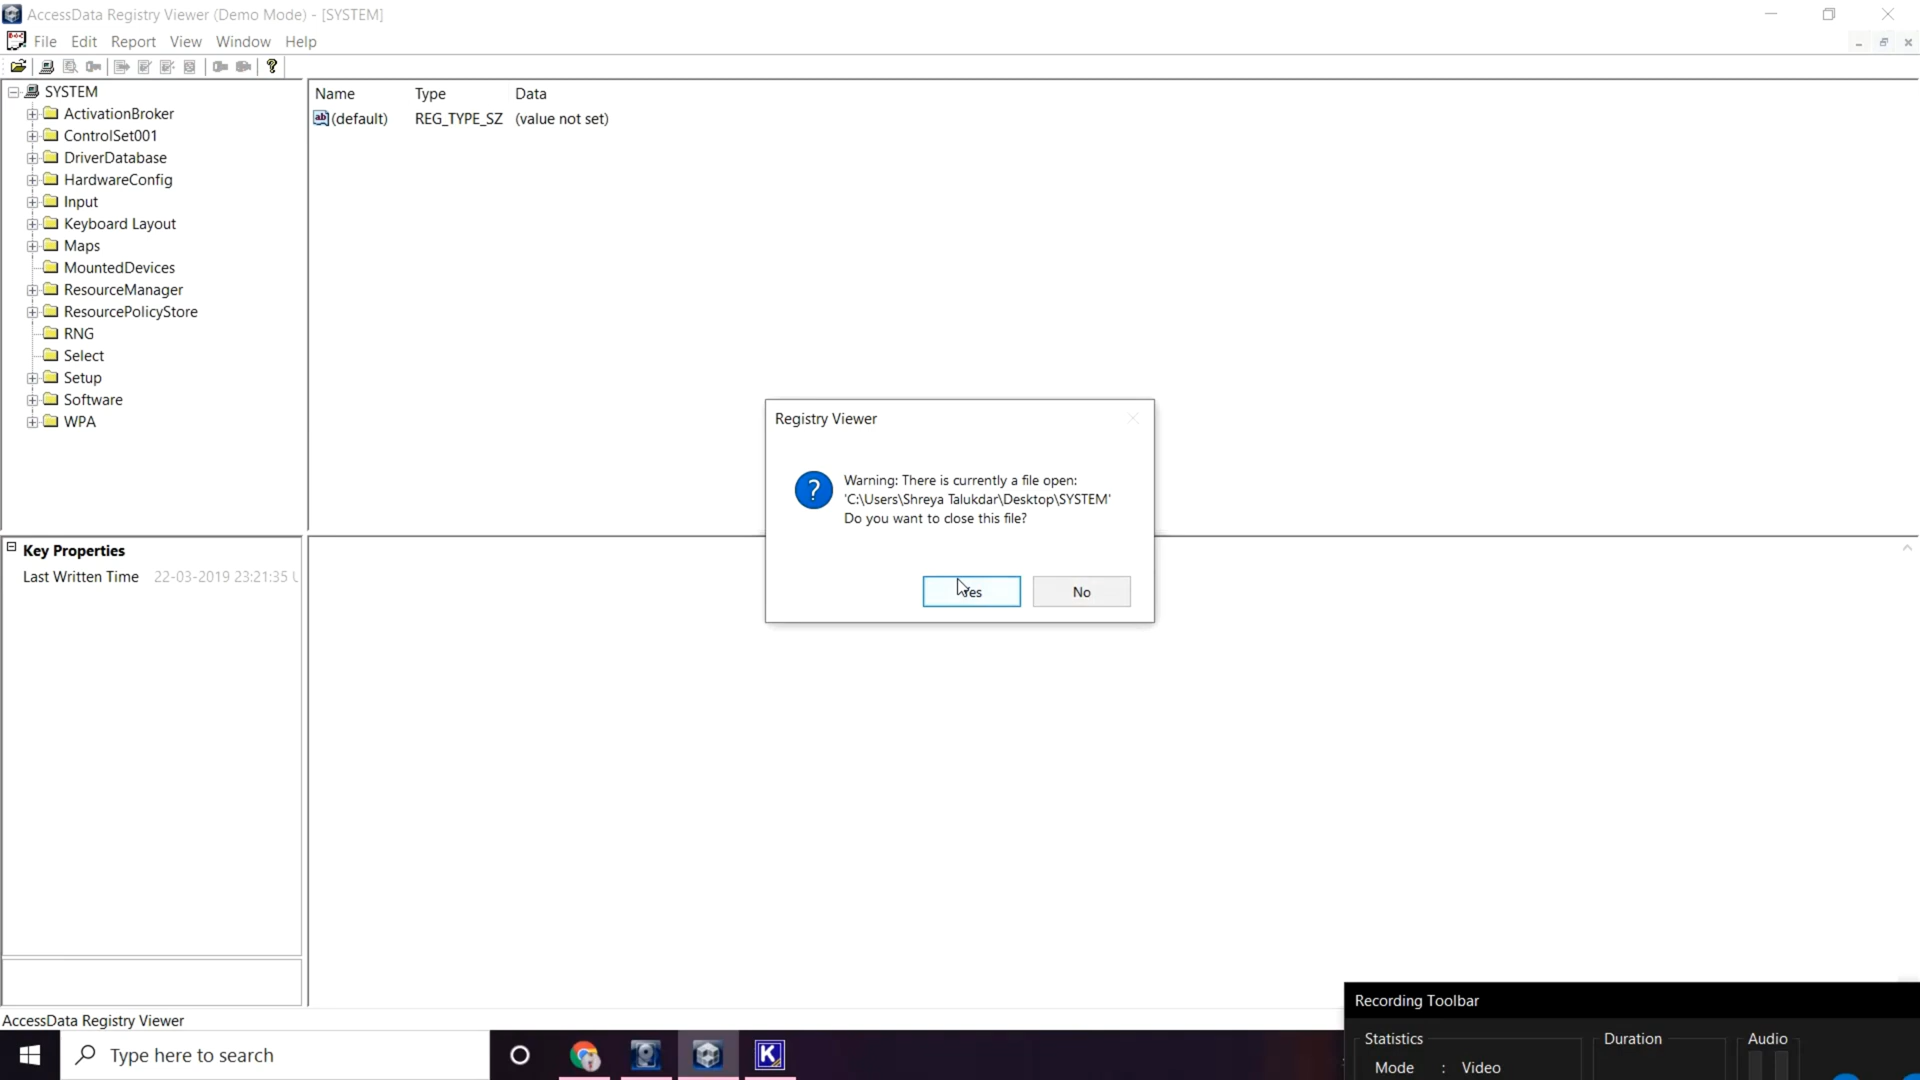 AccessData Registry Viewer (Demo Mode) - [SYSTEM]
File Edit Report View Window Help
SYSTEM
ActivationBroker
ControlSet001
DriverDatabase
HardwareConfig
Input
Keyboard Layout
Maps
MountedDevices
ResourceManager
ResourcePolicyStore
RNG
Select
Setup
Software
WPA
Name Type Data
ab (default) REG_TYPE_SZ (value not set)
Registry Viewer
Warning: There is currently a file open:
'C:\Users\Shreya Talukdar\Desktop\SYSTEM'
Do you want to close this file?
Yes No
Key Properties
Last Written Time 22-03-2019 23:21:35
AccessData Registry Viewer
Type here to search
K
Recording Toolbar
Statistics Duration Audio
Mode : Video